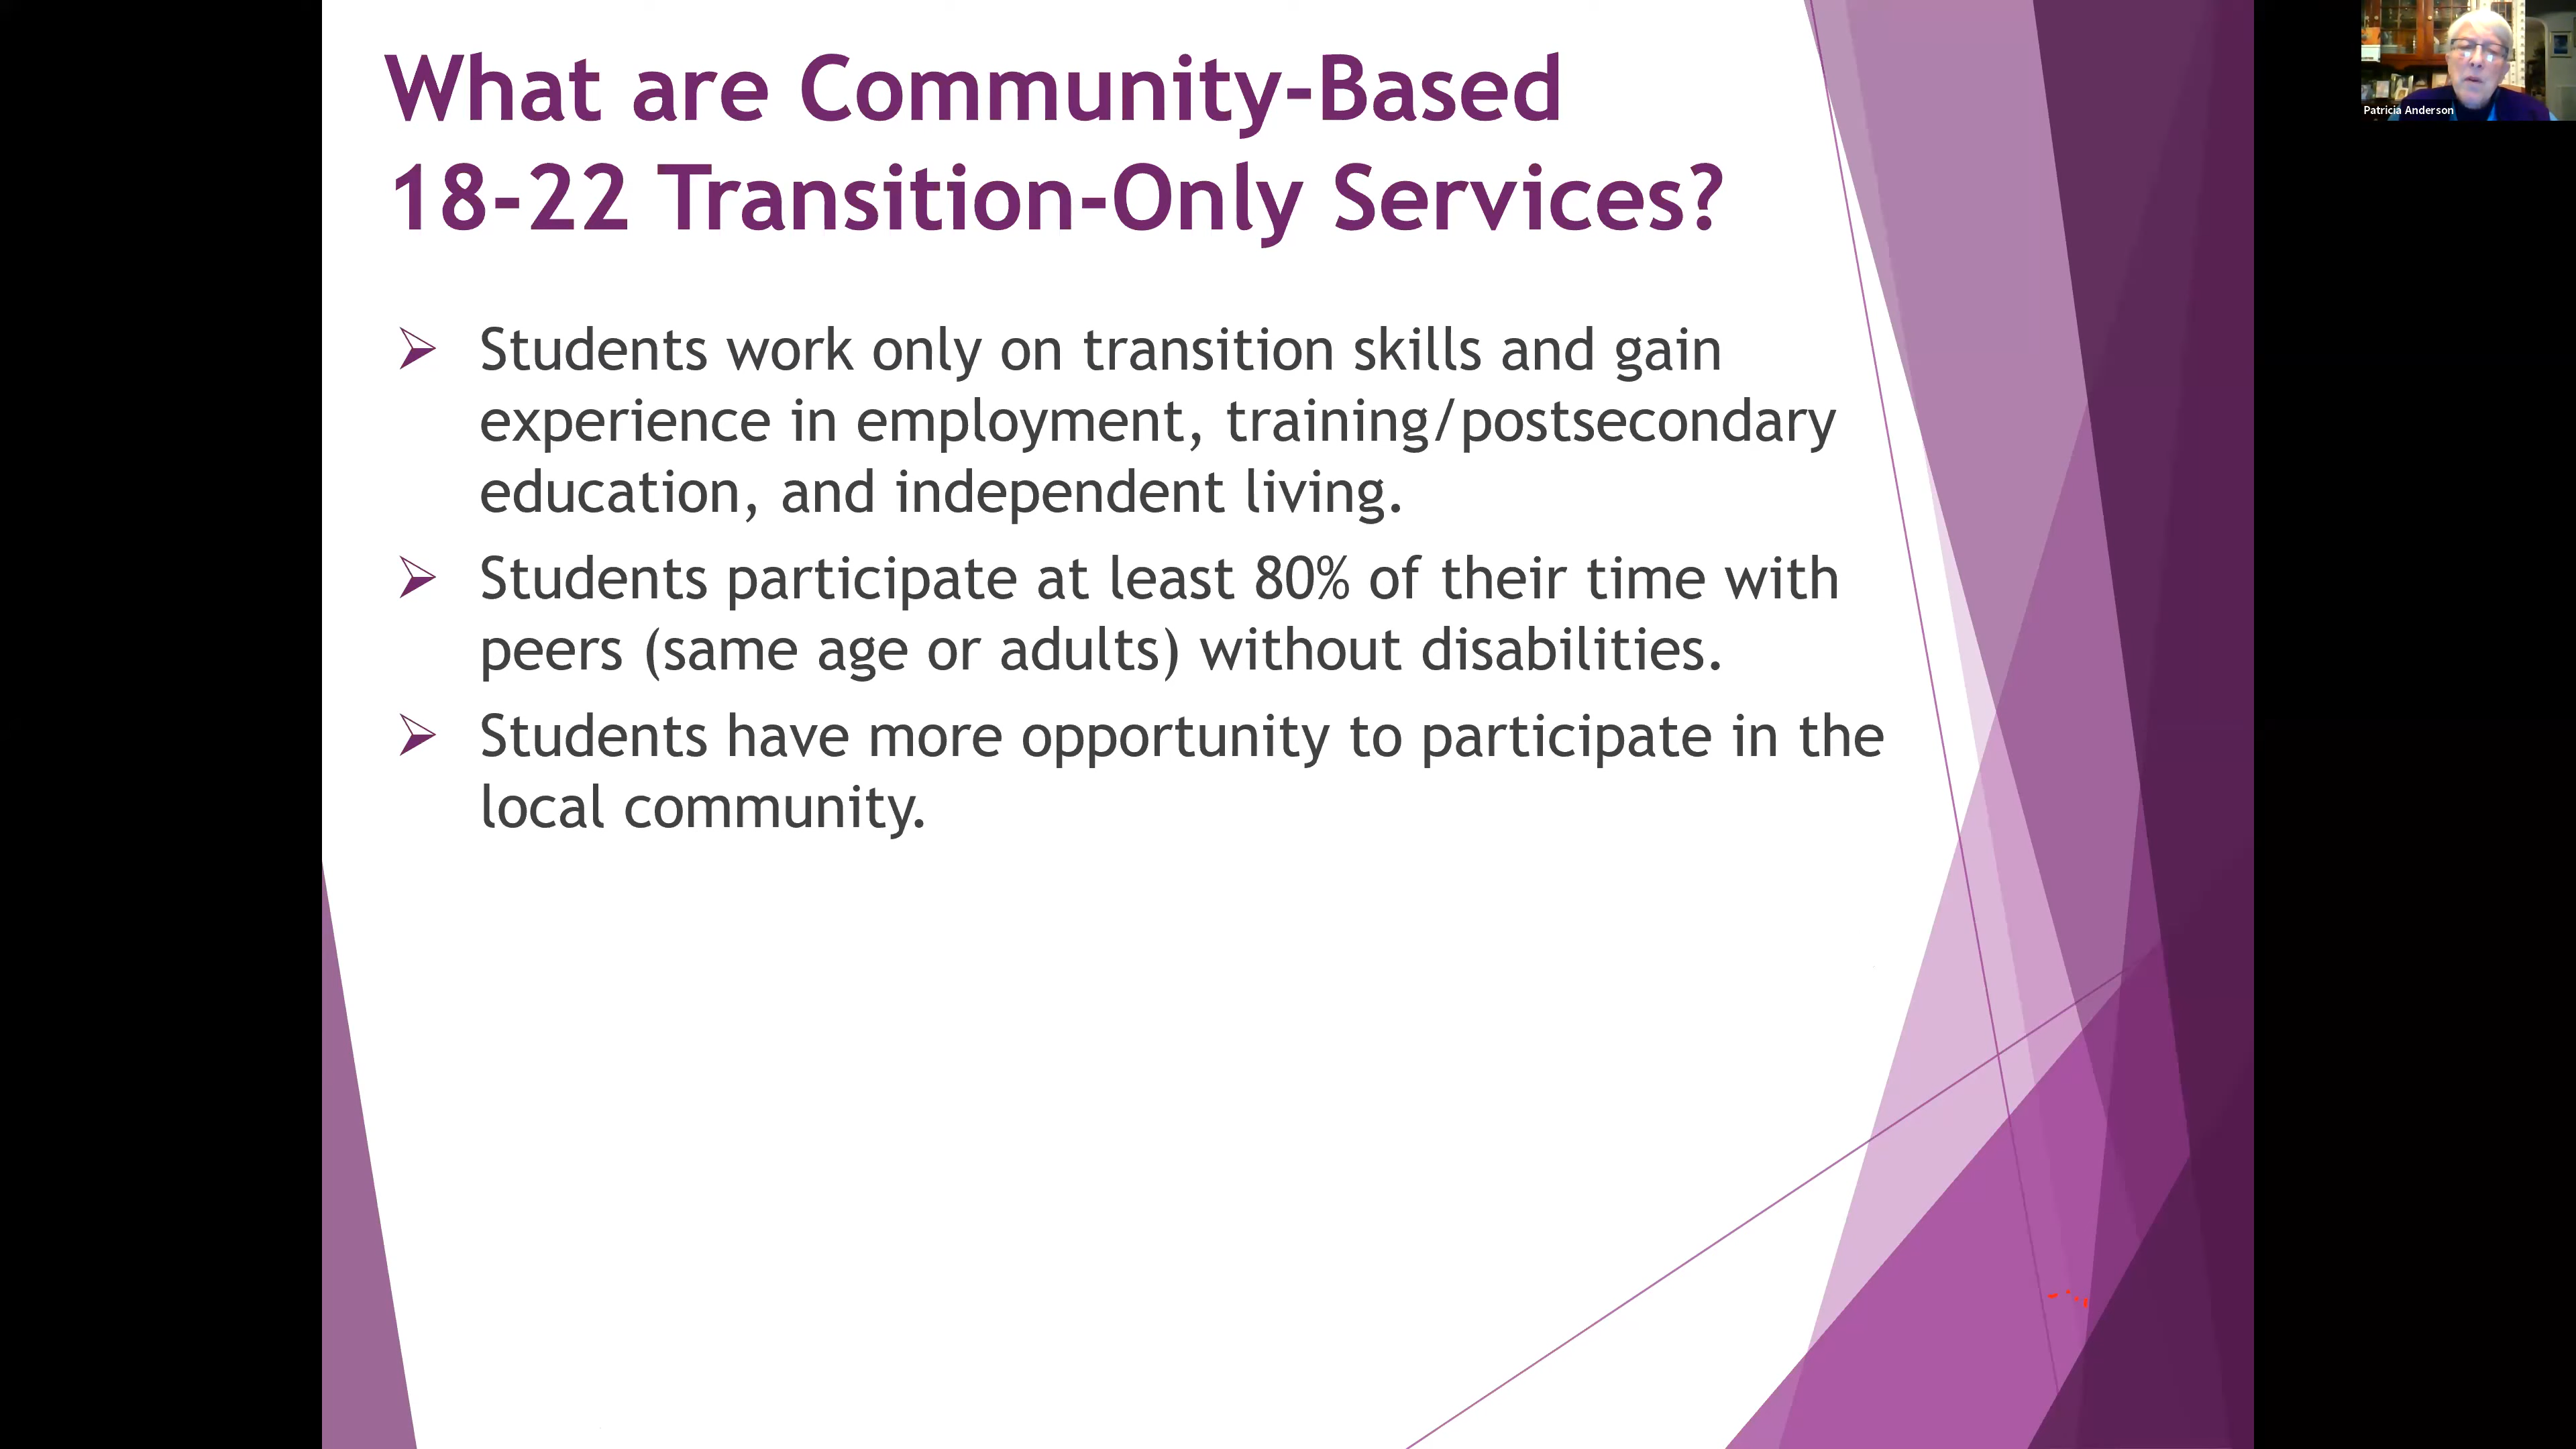 What are Community-Based
18-22 Transition-Only Services?
Students work only on transition skills and gain
experience in employment, training/postsecondary
education, and independent living.
Students participate at least 80% of their time with
peers (same age or adults) without disabilities.
Students have more opportunity to participate in the
local community.
Patricia Anderson